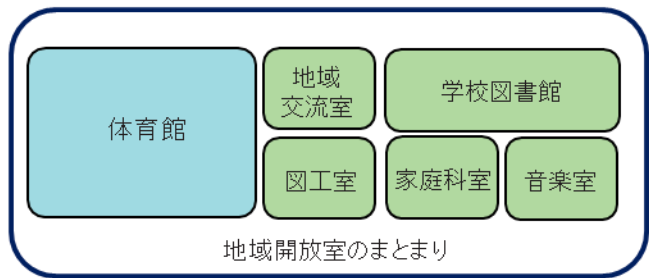 体育館
地域
交流室
学校図書館
図工室
家庭科室
音楽室
地域開放室のまとまり